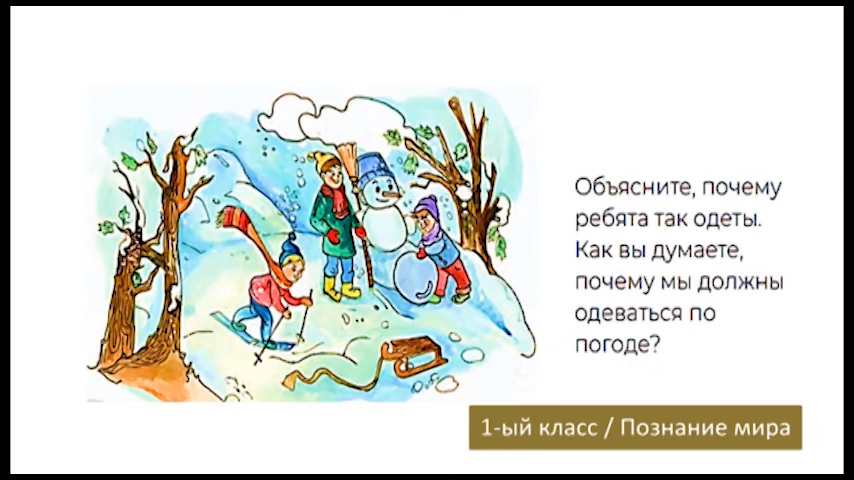 Объясните, почему
ребята так одеты.
Как вы думаете,
почему мы должны
одеваться по
погоде?
1-ый класс / Познание мира